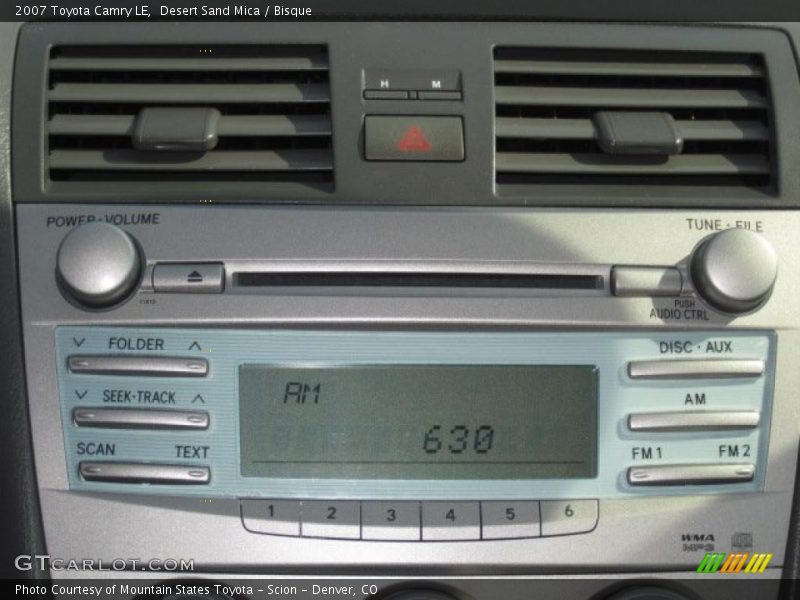 2007 Toyota Camry LE,  Desert Sand Mica / Bisque
H M
POWER · VOLUME
TUNE · FILE
11812
PUSH
AUDIO CTRL
FOLDER
DISC · AUX
SEEK·TRACK
AM
AM
SCAN TEXT
630
FM 1 FM 2
1 2 3 4 5 6
WMA
MP3
GTCARLOT.COM
Photo Courtesy of Mountain States Toyota - Scion - Denver, CO